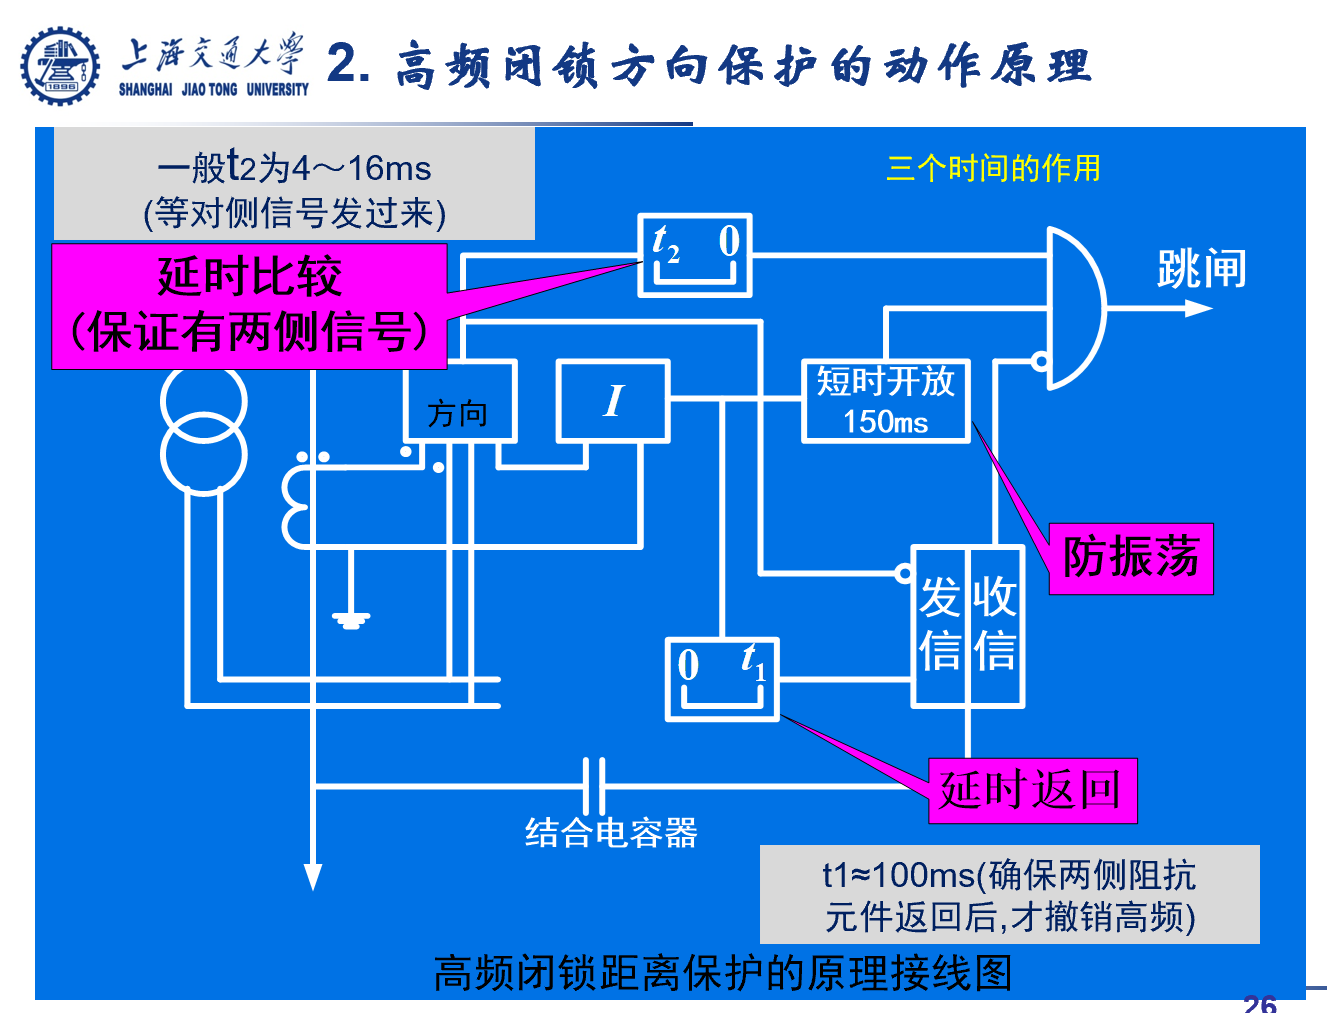 上海交通大学
SHANGHAI JIAO TONG UNIVERSITY
1896
2. 高频闭锁方向保护的动作原理
一般t2为4～16ms
(等对侧信号发过来)
三个时间的作用
延时比较
(保证有两侧信号)
t2 0
跳闸
方向
I
短时开放
150ms
防振荡
发信
收信
0 t1
延时返回
结合电容器
t1≈100ms(确保两侧阻抗
元件返回后,才撤销高频)
高频闭锁距离保护的原理接线图
26